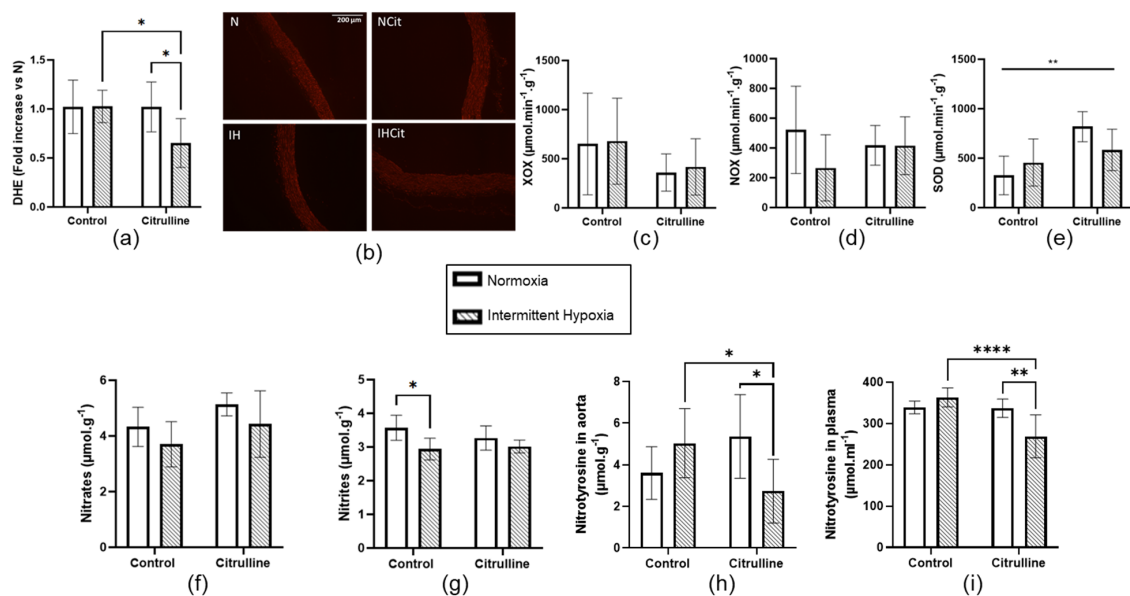 *
*
DHE (Fold increase vs N)
1.5
1.0
0.5
0.0
Control
Citrulline
(a)
N
200 µm
NCit
IH
IHCit
(b)
XOX
(µmol.min⁻¹.g⁻¹)
1500
1000
500
0
Control
Citrulline
(c)
NOX
(µmol.min⁻¹.g⁻¹)
1000
800
600
400
200
0
Control
Citrulline
(d)
SOD
(µmol.min⁻¹.g⁻¹)
**
1500
1000
500
0
Control
Citrulline
(e)
Normoxia
Intermittent Hypoxia
Nitrates (µmol.g⁻¹)
6
4
2
0
Control
Citrulline
(f)
Nitrites (µmol.g⁻¹)
*
5
4
3
2
1
0
Control
Citrulline
(g)
Nitrotyrosine in aorta
(µmol.g⁻¹)
*
*
8
6
4
2
0
Control
Citrulline
(h)
Nitrotyrosine in plasma
(µmol.ml⁻¹)
****
**
400
300
200
100
0
Control
Citrulline
(i)